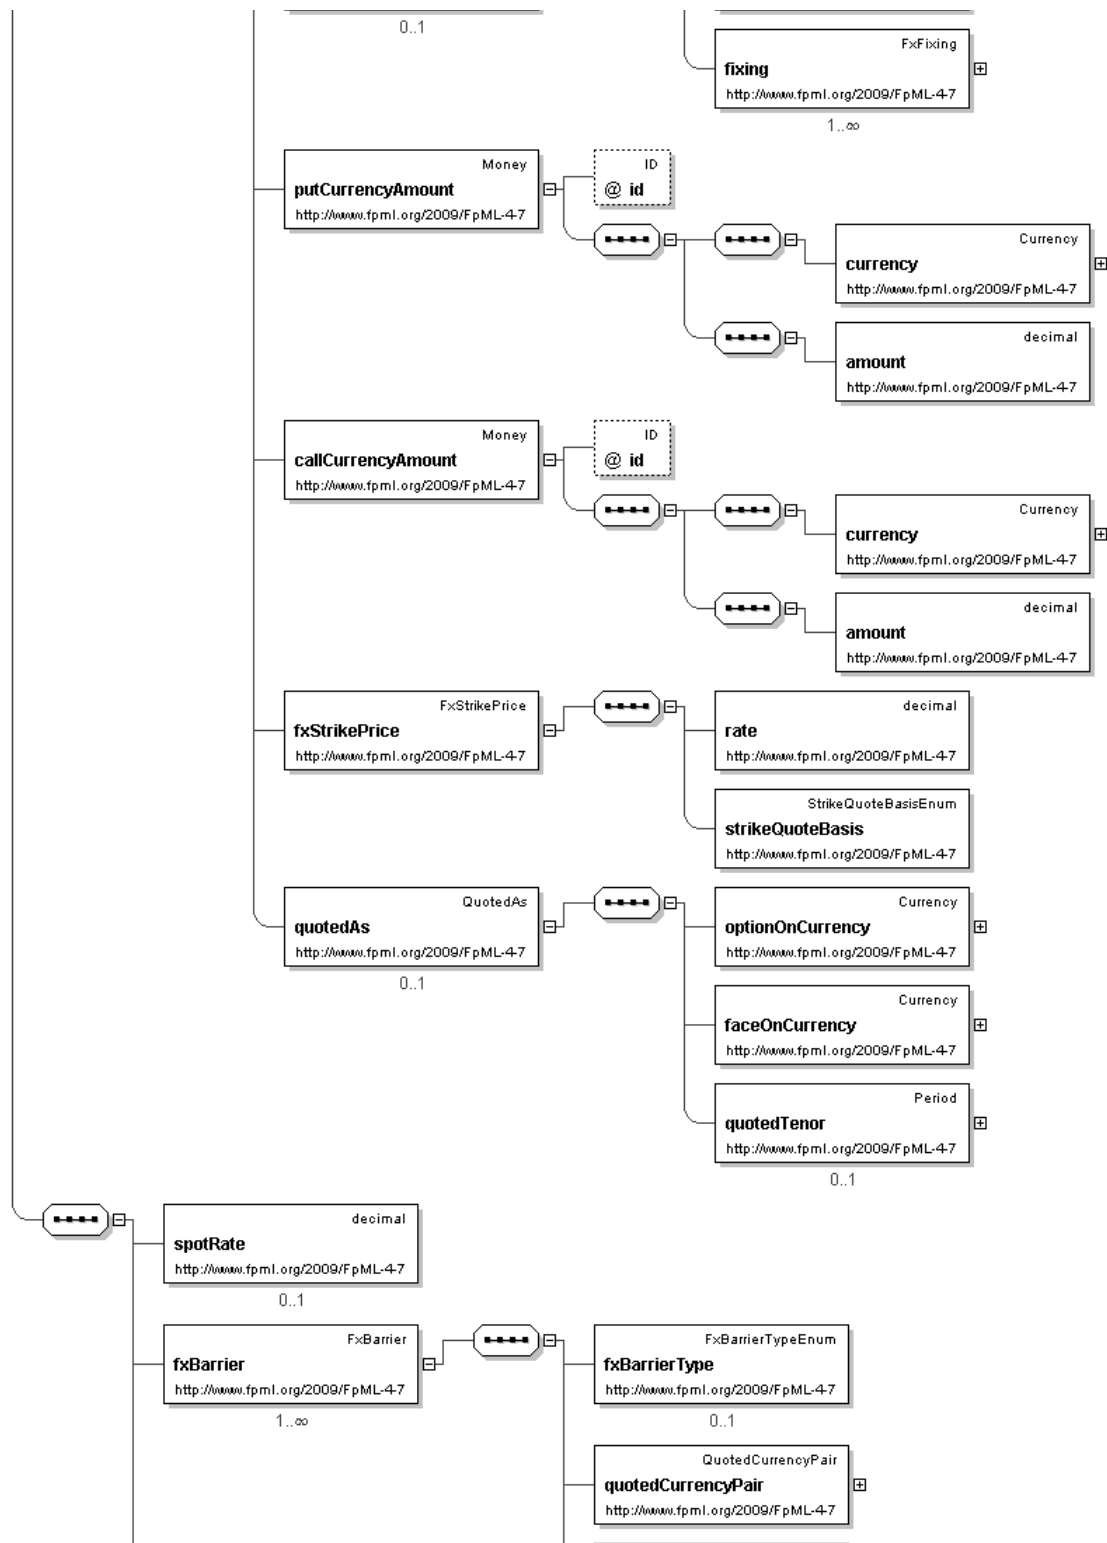 0..1
FxFixing
fixing
http://www.fpml.org/2009/FpML-4-7
1..∞
Money
putCurrencyAmount
http://www.fpml.org/2009/FpML-4-7
ID
@ id
Currency
currency
http://www.fpml.org/2009/FpML-4-7
decimal
amount
http://www.fpml.org/2009/FpML-4-7
Money
callCurrencyAmount
http://www.fpml.org/2009/FpML-4-7
ID
@ id
Currency
currency
http://www.fpml.org/2009/FpML-4-7
decimal
amount
http://www.fpml.org/2009/FpML-4-7
FxStrikePrice
fxStrikePrice
http://www.fpml.org/2009/FpML-4-7
decimal
rate
http://www.fpml.org/2009/FpML-4-7
StrikeQuoteBasisEnum
strikeQuoteBasis
http://www.fpml.org/2009/FpML-4-7
QuotedAs
quotedAs
http://www.fpml.org/2009/FpML-4-7
0..1
Currency
optionOnCurrency
http://www.fpml.org/2009/FpML-4-7
Currency
faceOnCurrency
http://www.fpml.org/2009/FpML-4-7
Period
quotedTenor
http://www.fpml.org/2009/FpML-4-7
0..1
decimal
spotRate
http://www.fpml.org/2009/FpML-4-7
0..1
FxBarrier
fxBarrier
http://www.fpml.org/2009/FpML-4-7
1..∞
FxBarrierTypeEnum
fxBarrierType
http://www.fpml.org/2009/FpML-4-7
0..1
QuotedCurrencyPair
quotedCurrencyPair
http://www.fpml.org/2009/FpML-4-7